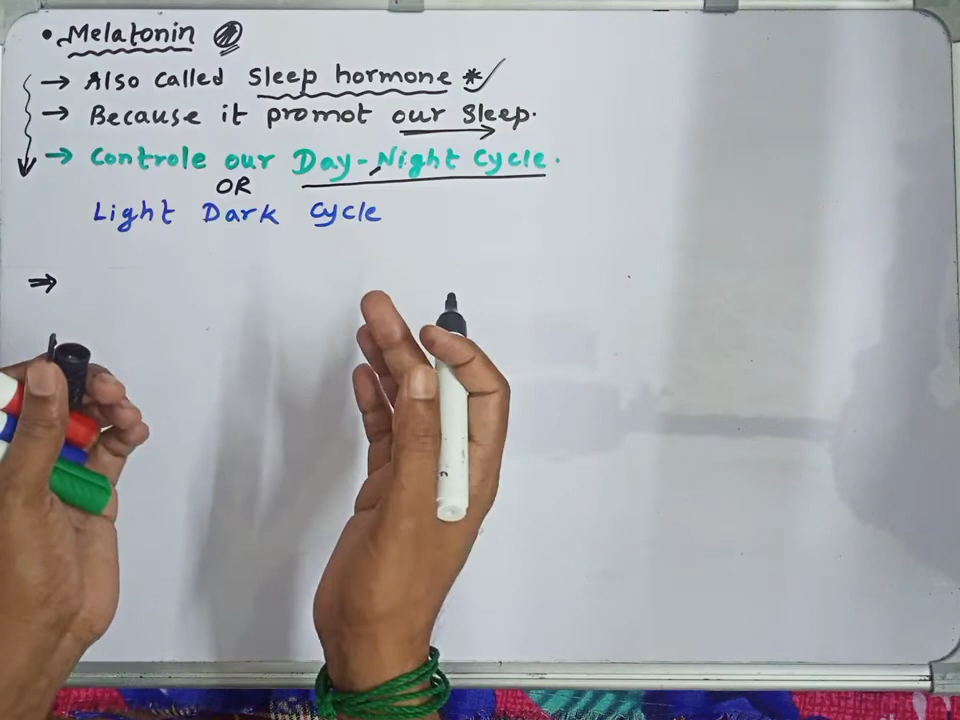 • Melatonin
→ Also called Sleep hormone *✓
→ Because it promot our Sleep.
→ Controle our Day-Night Cycle.
OR
Light Dark Cycle
⇒